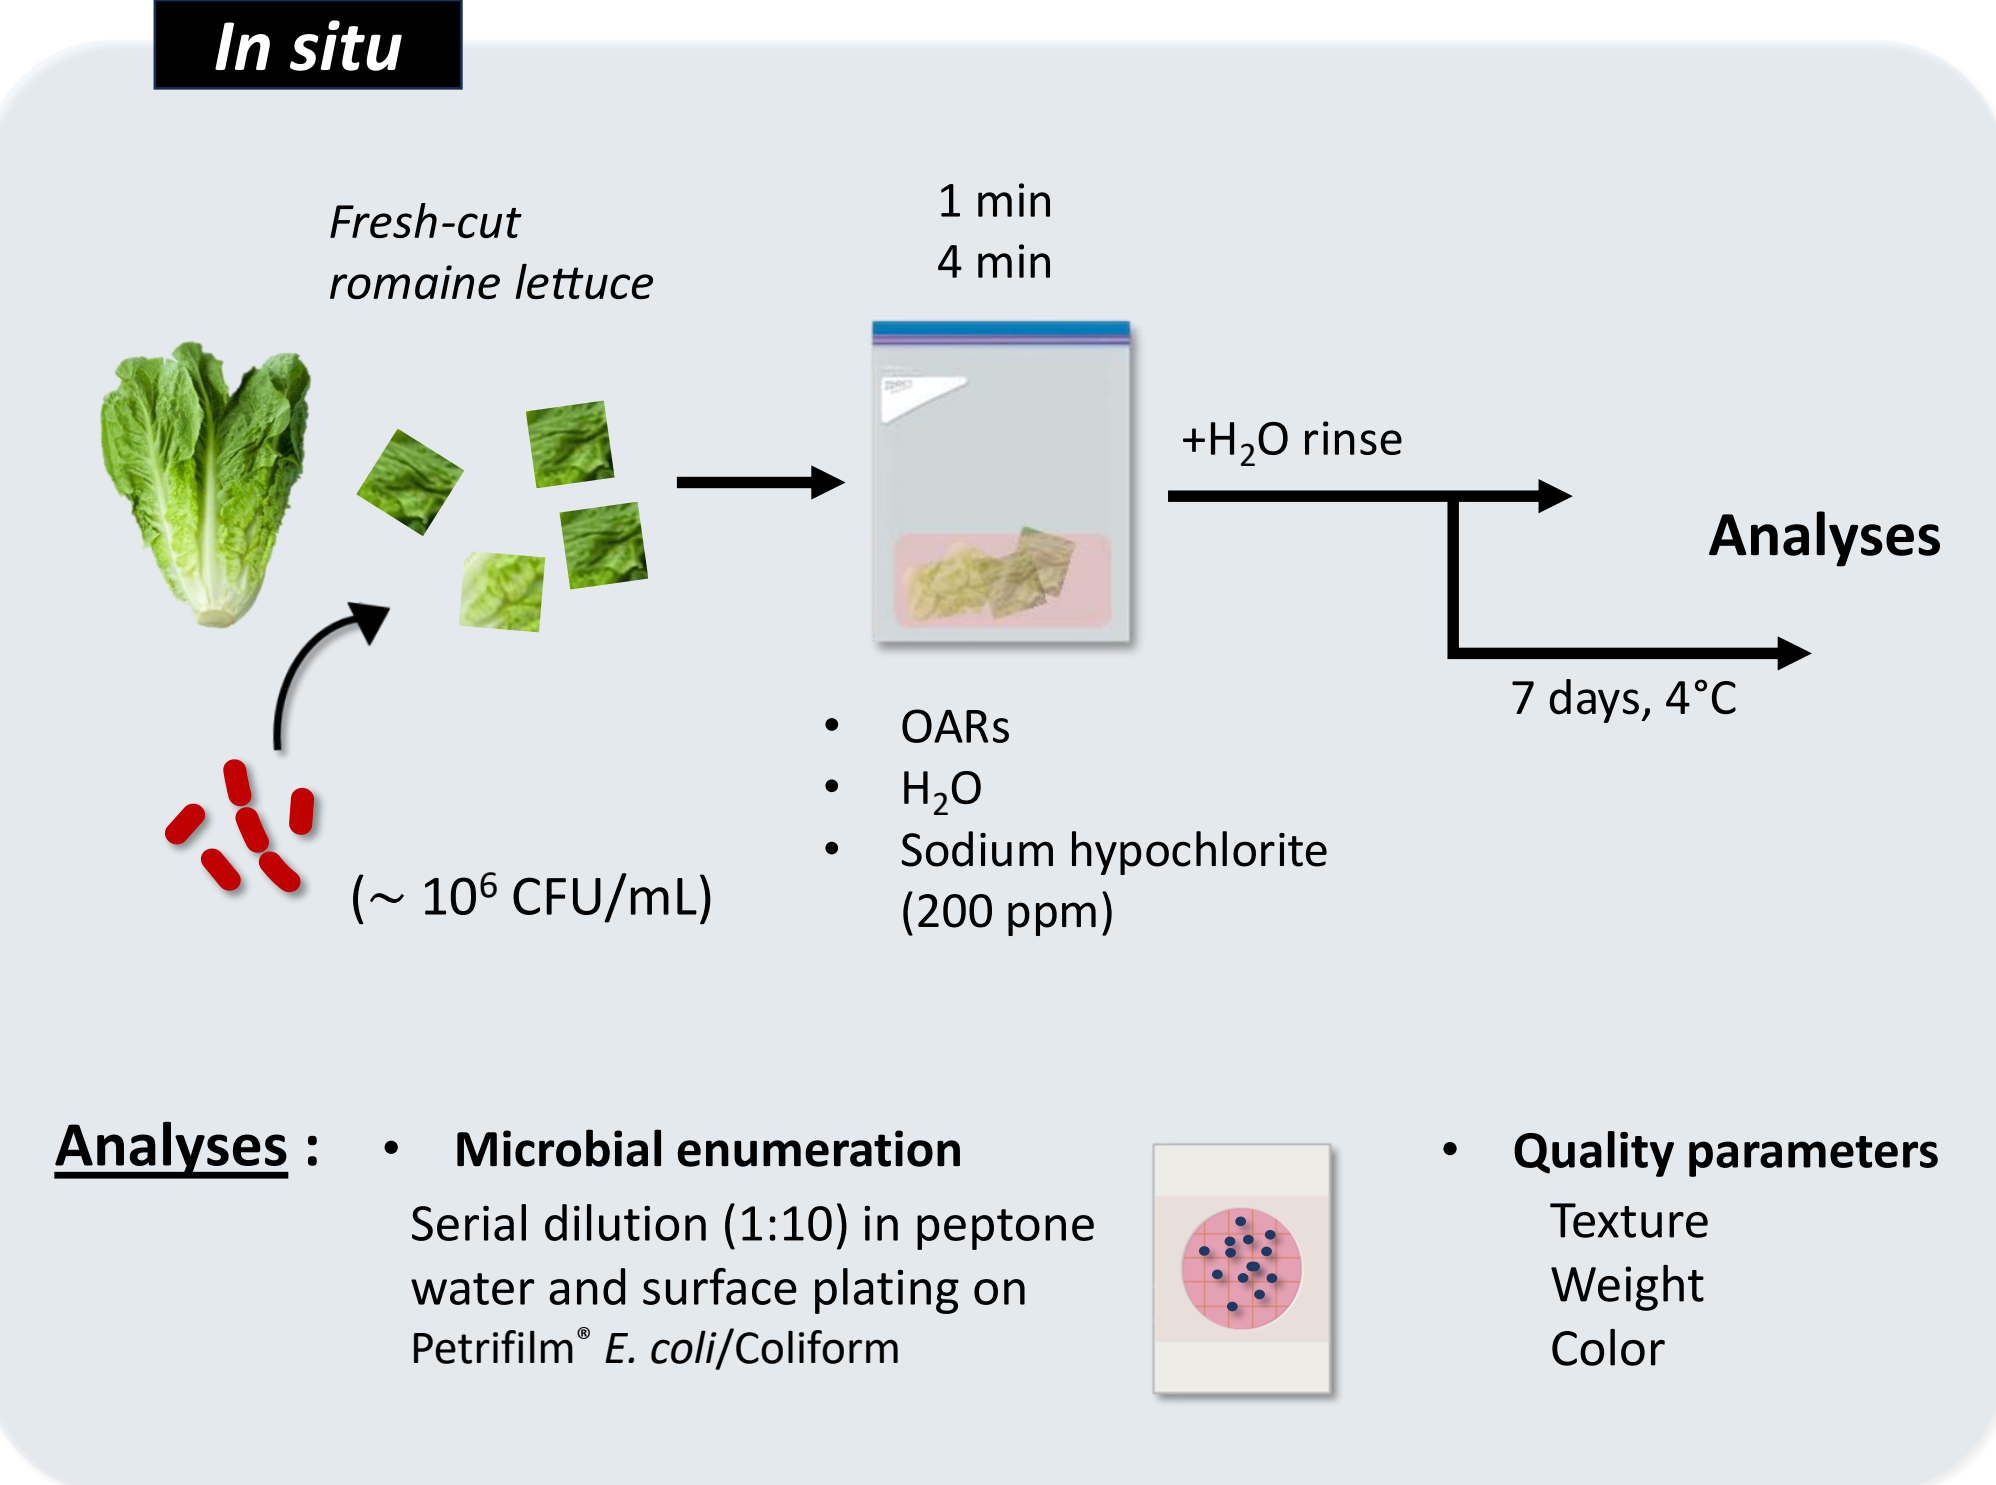 In situ
Fresh-cut
romaine lettuce
1 min
4 min
+H₂O rinse
Analyses
7 days, 4°C
(~ 10⁶ CFU/mL)
• OARs
• H₂O
• Sodium hypochlorite
(200 ppm)
Analyses :
• Microbial enumeration
Serial dilution (1:10) in peptone
water and surface plating on
Petrifilm® E. coli/Coliform
• Quality parameters
Texture
Weight
Color